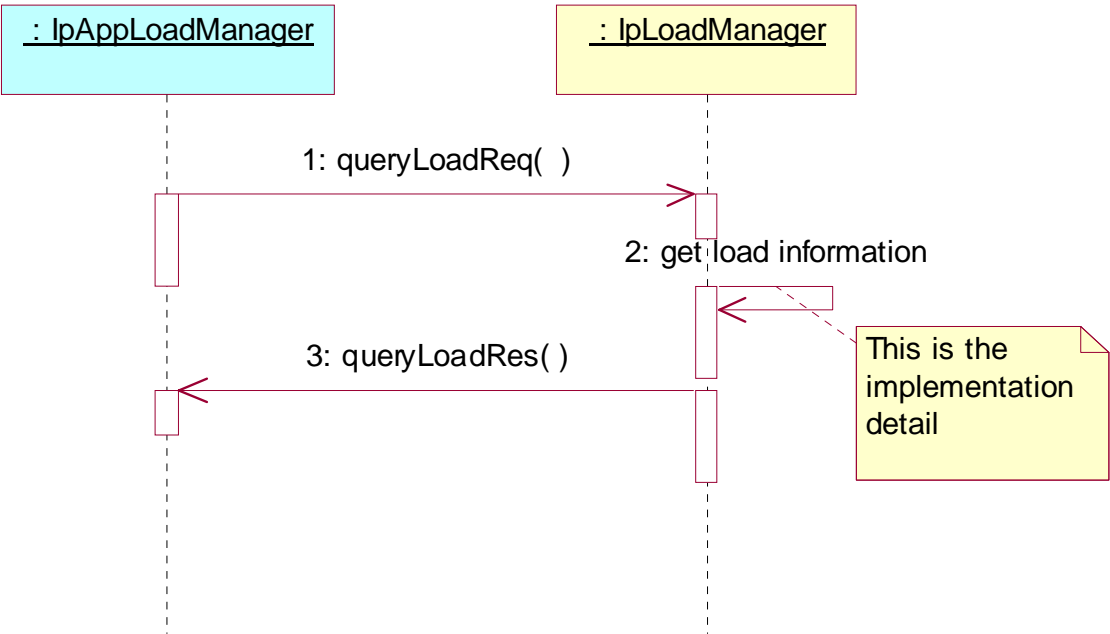 : IpAppLoadManager
: IpLoadManager
1: queryLoadReq( )
2: get load information
3: queryLoadRes( )
This is the
implementation
detail